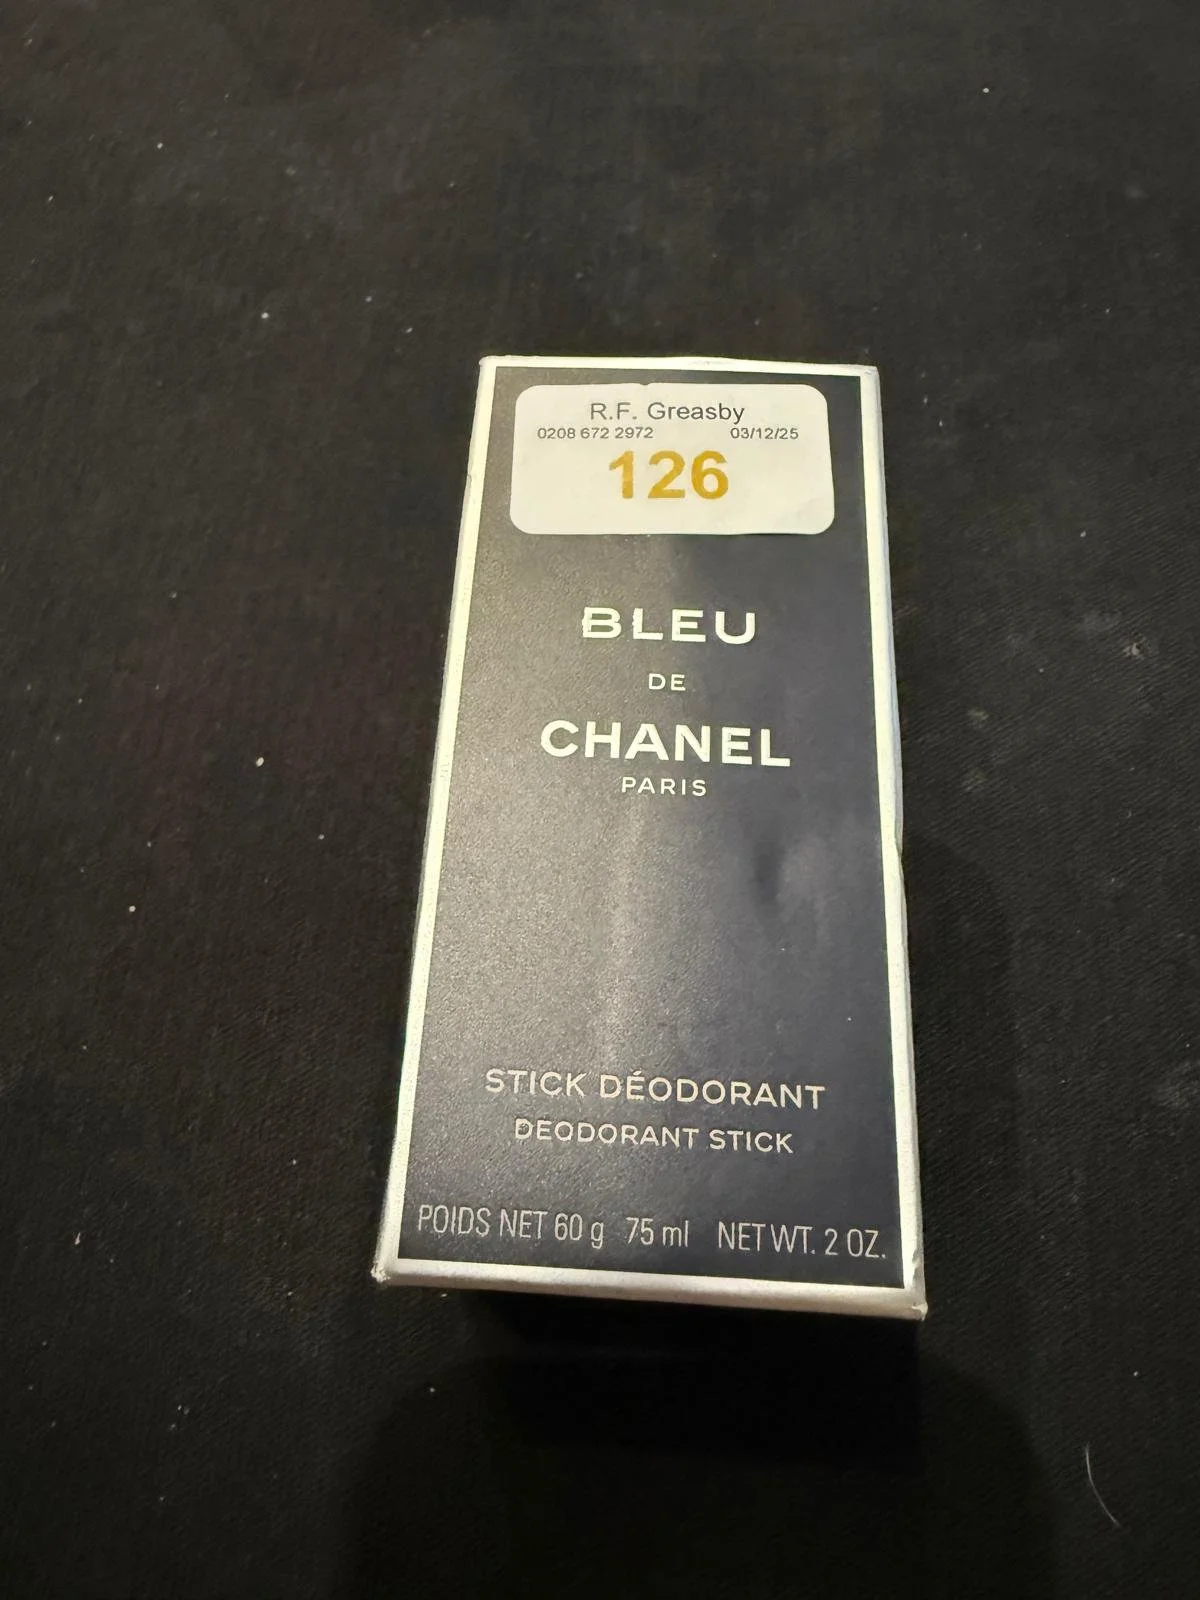 R.F. Greasby
0208 672 2972 03/12/25
126
BLEU
DE
CHANEL
PARIS
STICK DÉODORANT
DEODORANT STICK
POIDS NET 60 g 75 ml NET WT. 2 OZ.